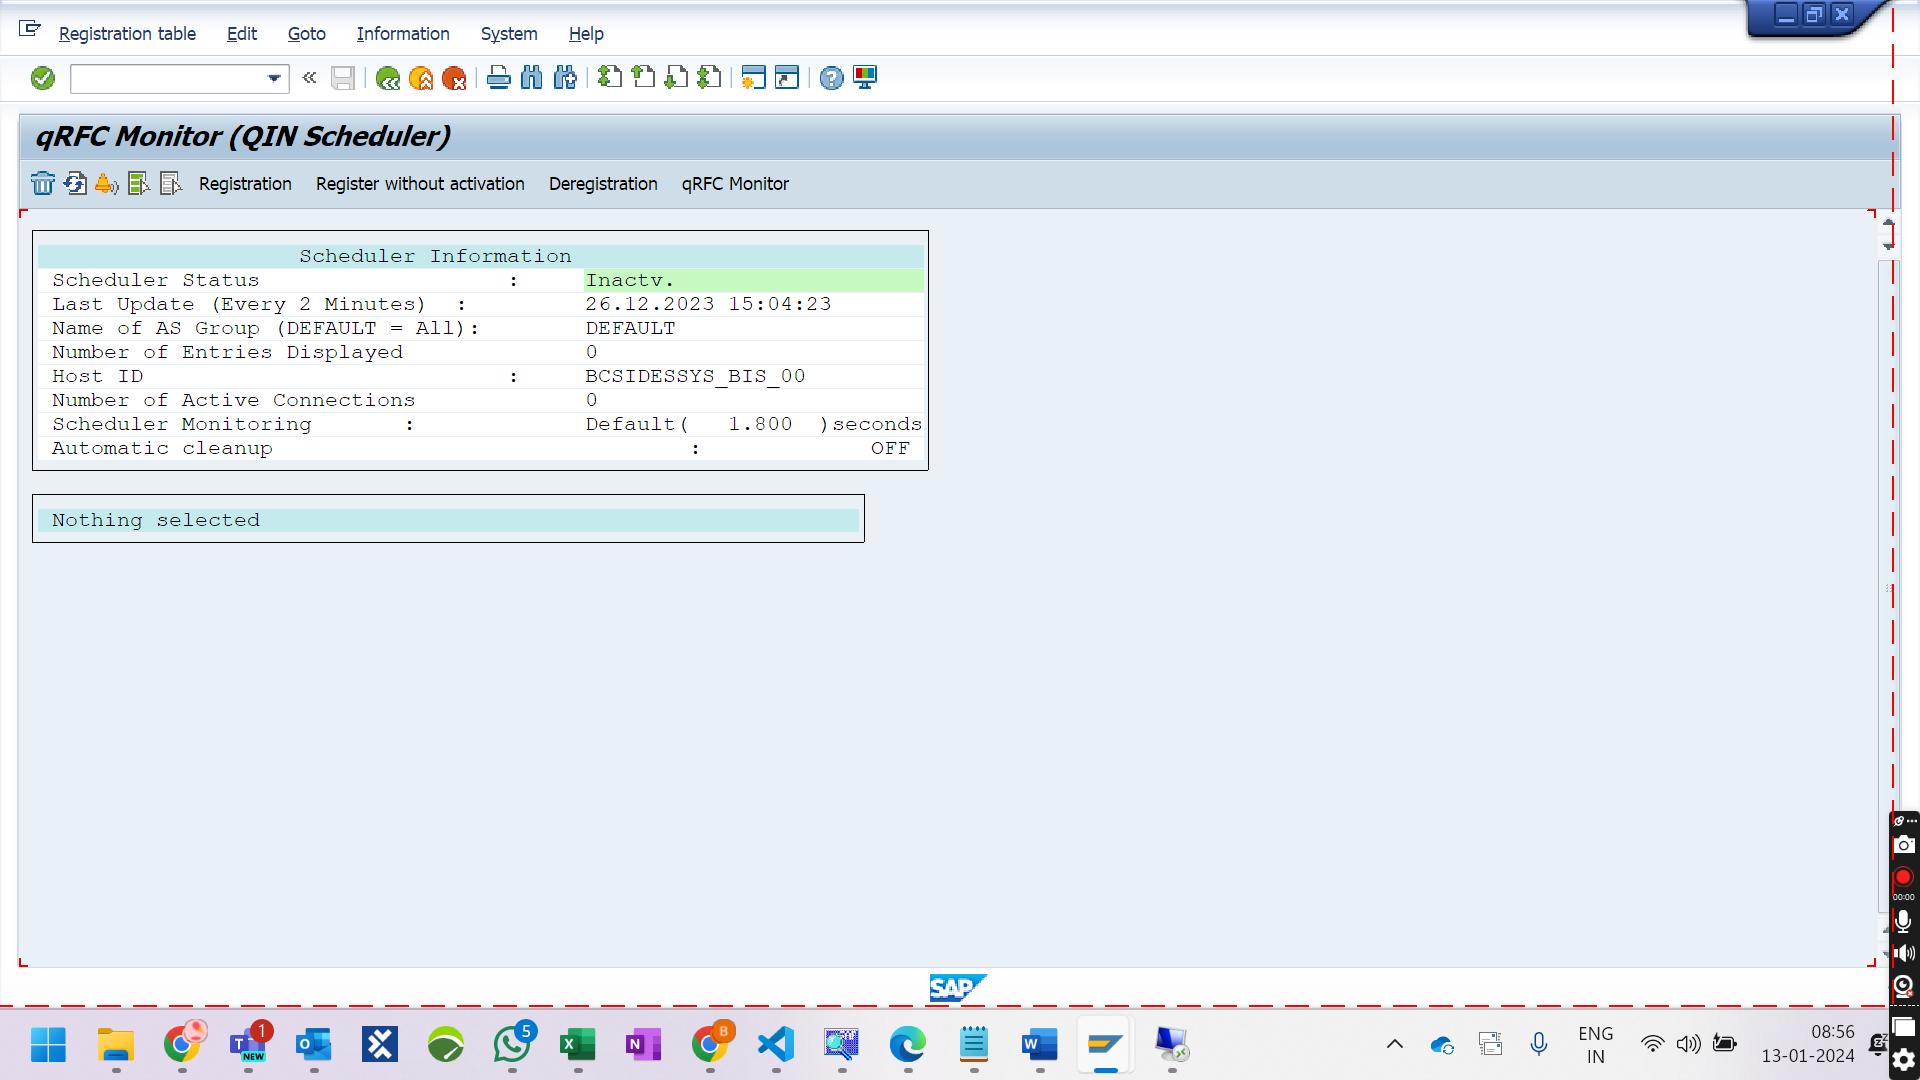 Registration table Edit Goto Information System Help
qRFC Monitor (QIN Scheduler)
Registration Register without activation Deregistration qRFC Monitor
Scheduler Information
Scheduler Status : Inactv.
Last Update (Every 2 Minutes) : 26.12.2023 15:04:23
Name of AS Group (DEFAULT = All): DEFAULT
Number of Entries Displayed 0
Host ID : BCSIDESSYS_BIS_00
Number of Active Connections 0
Scheduler Monitoring : Default( 1.800 )seconds
Automatic cleanup : OFF
Nothing selected
00:00
SAP
1
NEW
5
B
ENG
IN
08:56
13-01-2024